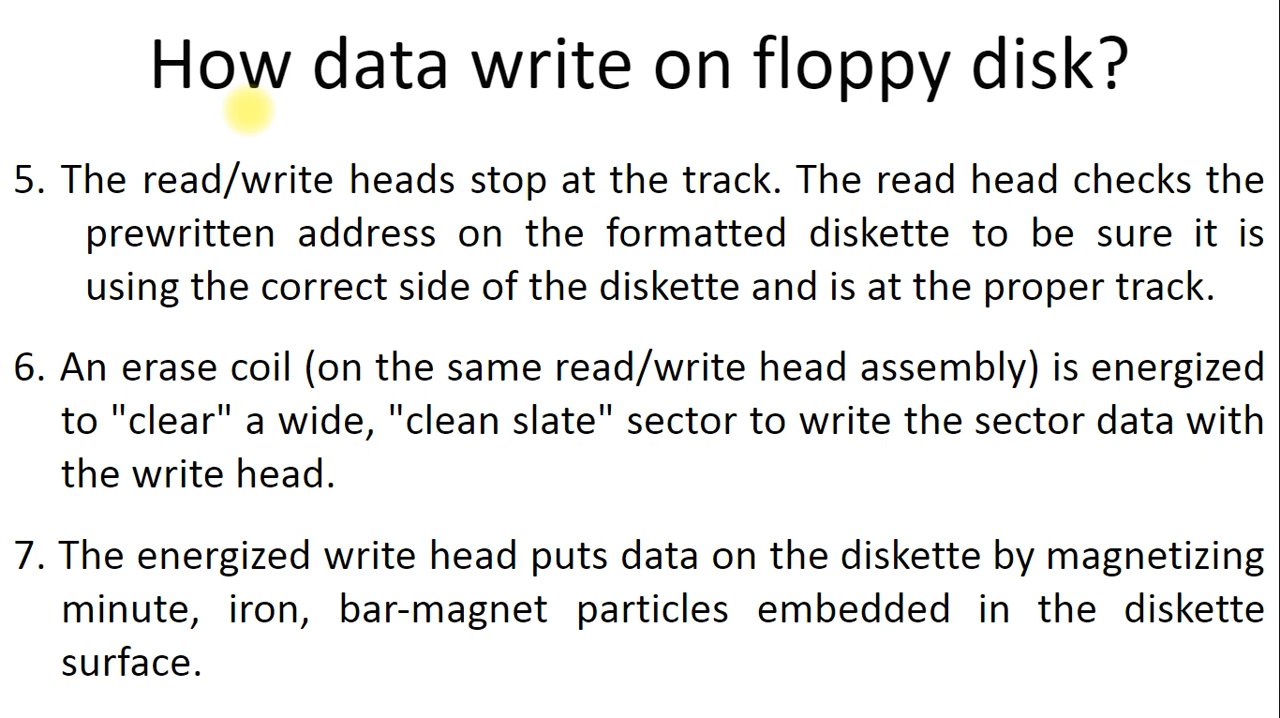 How data write on floppy disk?
5. The read/write heads stop at the track. The read head checks the
prewritten address on the formatted diskette to be sure it is
using the correct side of the diskette and is at the proper track.
6. An erase coil (on the same read/write head assembly) is energized
to "clear" a wide, "clean slate" sector to write the sector data with
the write head.
7. The energized write head puts data on the diskette by magnetizing
minute, iron, bar-magnet particles embedded in the diskette
surface.